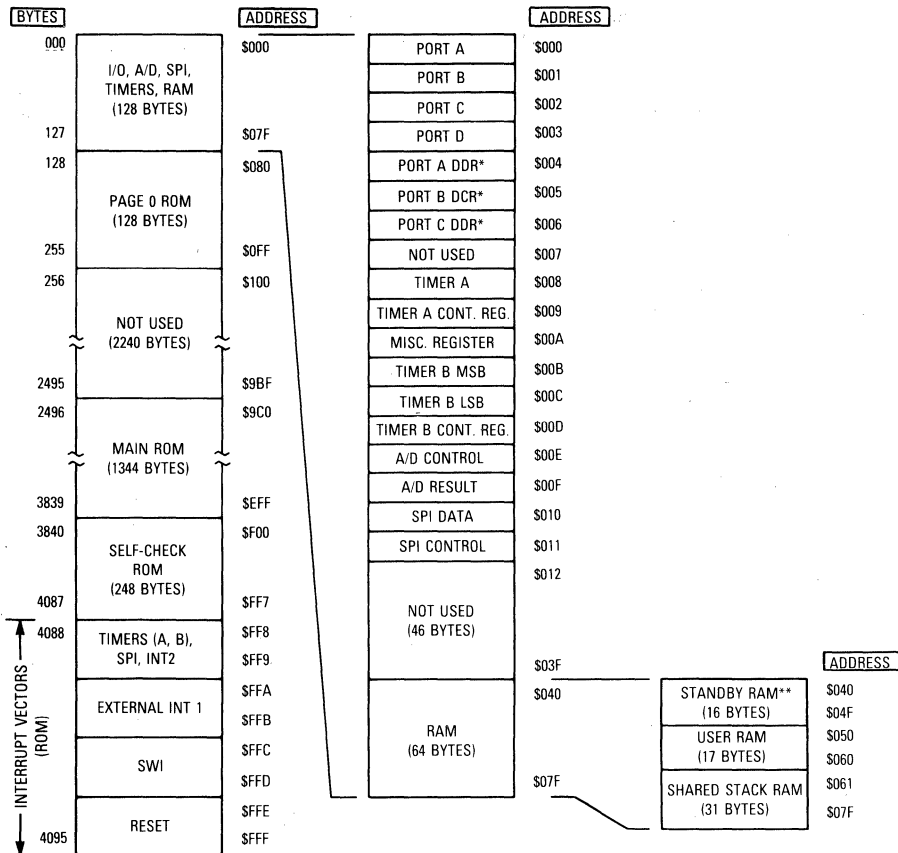 BYTES
ADDRESS
000
$000
I/O, A/D, SPI,
TIMERS, RAM
(128 BYTES)
127
$07F
128
$080
PAGE 0 ROM
(128 BYTES)
255
$0FF
256
$100
NOT USED
(2240 BYTES)
2495
$9BF
2496
$9C0
MAIN ROM
(1344 BYTES)
3839
$EFF
3840
$F00
SELF-CHECK
ROM
(248 BYTES)
4087
$FF7
4088
$FF8
TIMERS (A, B),
SPI, INT2
$FF9
$FFA
EXTERNAL INT 1
$FFB
$FFC
SWI
$FFD
$FFE
RESET
4095
$FFF
INTERRUPT VECTORS
(ROM)
ADDRESS
PORT A $000
PORT B $001
PORT C $002
PORT D $003
PORT A DDR* $004
PORT B DCR* $005
PORT C DDR* $006
NOT USED $007
TIMER A $008
TIMER A CONT. REG. $009
MISC. REGISTER $00A
TIMER B MSB $00B
TIMER B LSB $00C
TIMER B CONT. REG. $00D
A/D CONTROL $00E
A/D RESULT $00F
SPI DATA $010
SPI CONTROL $011
$012
NOT USED
(46 BYTES)
$03F
$040
RAM
(64 BYTES)
$07F
ADDRESS
STANDBY RAM** $040
(16 BYTES) $04F
USER RAM $050
(17 BYTES) $060
SHARED STACK RAM $061
(31 BYTES) $07F